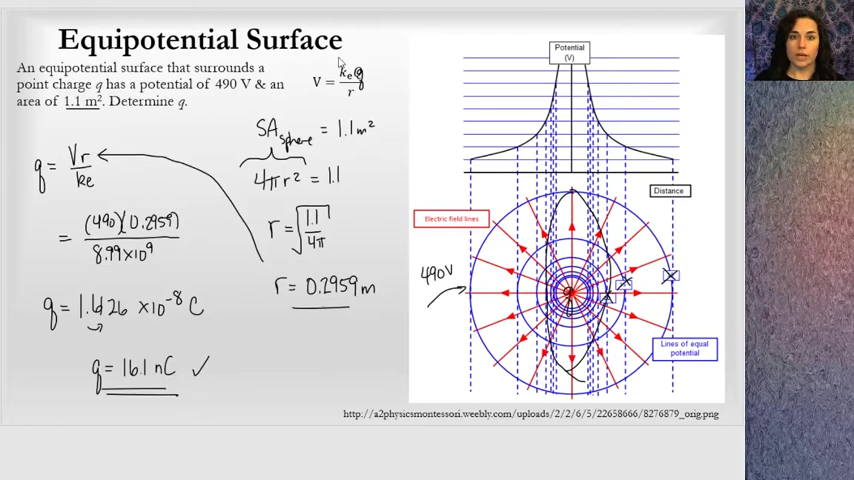 Equipotential Surface
An equipotential surface that surrounds a
point charge q has a potential of 490 V & an
area of 1.1 m². Determine q.
V = kₑq / r
SA sphere = 1.1 m²
4πr² = 1.1
r = √(1.1 / 4π)
r = 0.2959 m
q = Vr / ke
= (490)(0.2959) / 8.99×10⁹
q = 1.6126 ×10⁻⁸ C
q = 16.1 nC ✓
Potential
(V)
Distance
Electric field lines
490V
Lines of equal
potential
http://a2physicsmontessori.weebly.com/uploads/2/2/6/5/22658666/8276879_orig.png